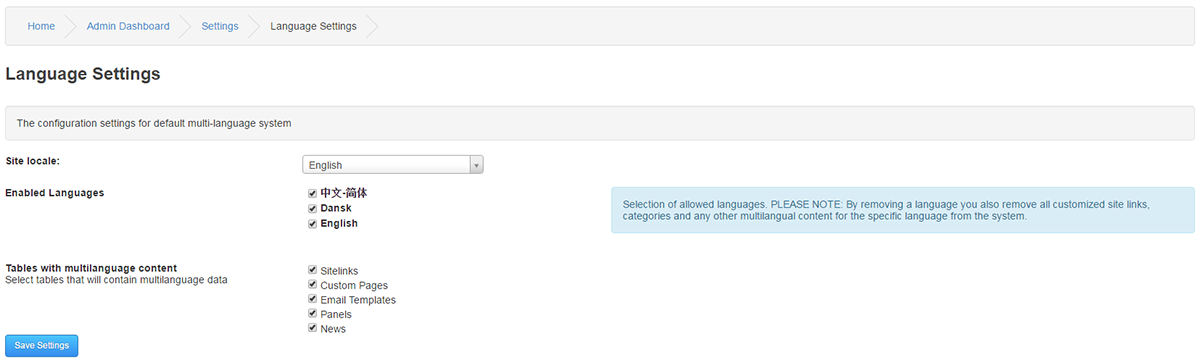 Home Admin Dashboard Settings Language Settings
Language Settings
The configuration settings for default multi-language system
Site locale:
English
Enabled Languages
中文-简体
Dansk
English
Selection of allowed languages. PLEASE NOTE: By removing a language you also remove all customized site links,
categories and any other multilangual content for the specific language from the system.
Tables with multilanguage content
Select tables that will contain multilanguage data
Sitelinks
Custom Pages
Email Templates
Panels
News
Save Settings